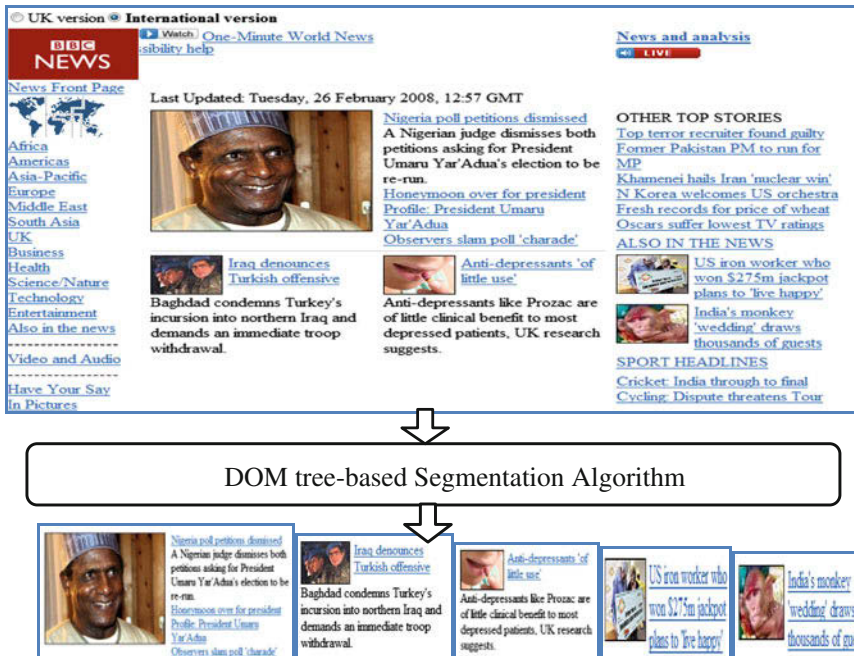 UK version International version
BBC
NEWS
Watch One-Minute World News
sibility help
News and analysis
LIVE
News Front Page
Africa
Americas
Asia-Pacific
Europe
Middle East
South Asia
UK
Business
Health
Science/Nature
Technology
Entertainment
Also in the news
----------------
Video and Audio
----------------
Have Your Say
In Pictures
Last Updated: Tuesday, 26 February 2008, 12:57 GMT
Nigeria poll petitions dismissed
A Nigerian judge dismisses both
petitions asking for President
Umaru Yar'Adua's election to be
re-run.
Honeymoon over for president
Profile: President Umaru
Yar'Adua
Observers slam poll 'charade'
Iraq denounces
Turkish offensive
Baghdad condemns Turkey's
incursion into northern Iraq and
demands an immediate troop
withdrawal.
Anti-depressants 'of
little use'
Anti-depressants like Prozac are
of little clinical benefit to most
depressed patients, UK research
suggests.
OTHER TOP STORIES
Top terror recruiter found guilty
Former Pakistan PM to run for
MP
Khamenei hails Iran 'nuclear win'
N Korea welcomes US orchestra
Fresh records for price of wheat
Oscars suffer lowest TV ratings
ALSO IN THE NEWS
US iron worker who
won $275m jackpot
plans to 'live happy'
India's monkey
'wedding' draws
thousands of guests
SPORT HEADLINES
Cricket: India through to final
Cycling: Dispute threatens Tour
DOM tree-based Segmentation Algorithm
Nigeria poll petitions dismissed
A Nigerian judge dismisses both
petitions asking for President
Umaru Yar'Adua's election to be
re-run.
Honeymoon over for president
Profile: President Umaru
Yar'Adua
Observers slam poll 'charade'
Iraq denounces
Turkish offensive
Baghdad condemns Turkey's
incursion into northern Iraq and
demands an immediate troop
withdrawal.
Anti-depressants 'of
little use'
Anti-depressants like Prozac are
of little clinical benefit to most
depressed patients, UK research
suggests.
US iron worker who
won $275m jackpot
plans to 'live happy'
India's monkey
'wedding' draws
thousands of gu